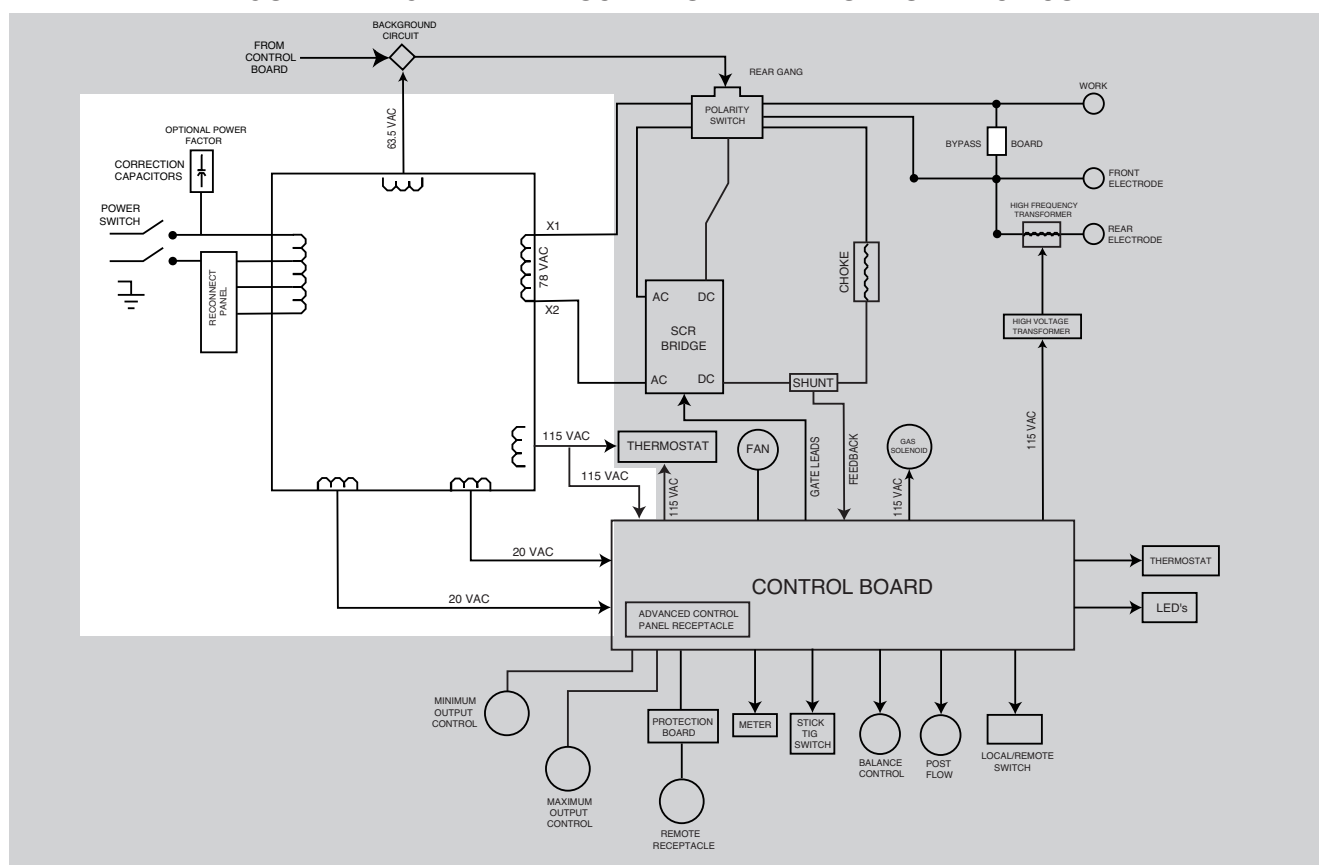 BACKGROUND
CIRCUIT
FROM
CONTROL
BOARD
REAR GANG
WORK
POLARITY
SWITCH
63.5 VAC
OPTIONAL POWER
FACTOR
CORRECTION
CAPACITORS
BYPASS
BOARD
FRONT
ELECTRODE
POWER
SWITCH
HIGH FREQUENCY
TRANSFORMER
REAR
ELECTRODE
X1
78 VAC
X2
RECONNECT
PANEL
CHOKE
AC
DC
SCR
BRIDGE
AC
DC
SHUNT
HIGH VOLTAGE
TRANSFORMER
115 VAC
115 VAC
THERMOSTAT
FAN
GATE LEADS
FEEDBACK
GAS
SOLENOID
115 VAC
115 VAC
115 VAC
20 VAC
20 VAC
CONTROL BOARD
ADVANCED CONTROL
PANEL RECEPTACLE
THERMOSTAT
LED's
MINIMUM
OUTPUT
CONTROL
MAXIMUM
OUTPUT
CONTROL
PROTECTION
BOARD
REMOTE
RECEPTACLE
METER
STICK
TIG
SWITCH
BALANCE
CONTROL
POST
FLOW
LOCAL/REMOTE
SWITCH